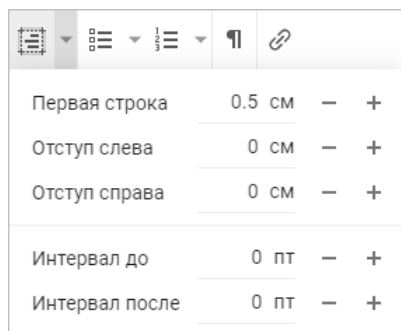 Первая строка 0.5 см − +
Отступ слева 0 см − +
Отступ справа 0 см − +
Интервал до 0 пт − +
Интервал после 0 пт − +